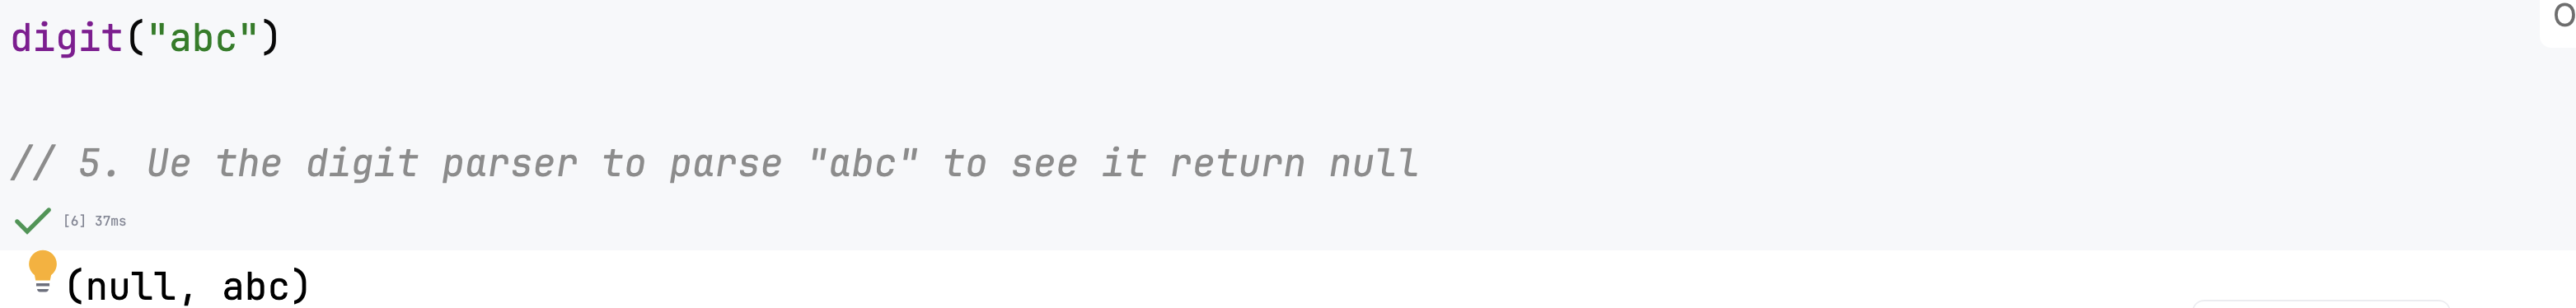 digit("abc")
// 5. Ue the digit parser to parse "abc" to see it return null
[6] 37ms
(null, abc)